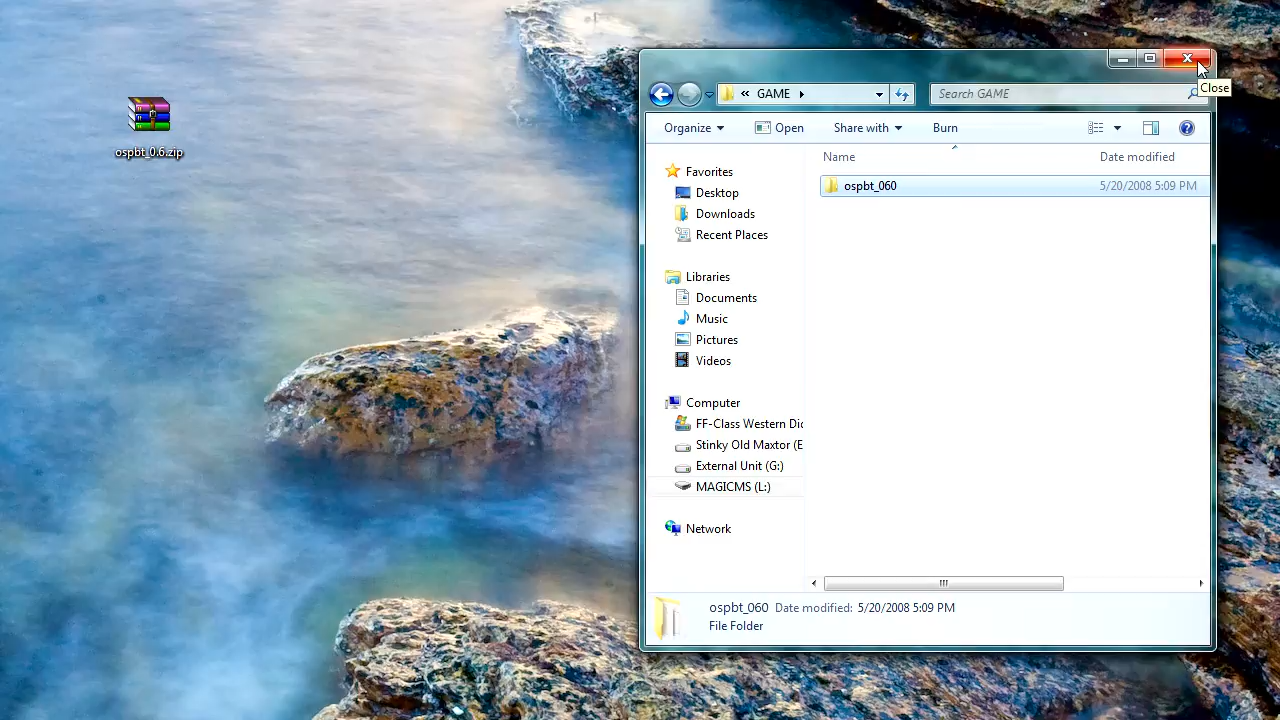 ospbt_0.6.zip
Close
GAME
Search GAME
Organize
Open
Share with
Burn
Name
Date modified
Favorites
Desktop
Downloads
Recent Places
Libraries
Documents
Music
Pictures
Videos
Computer
FF-Class Western Dic
Stinky Old Maxtor (E
External Unit (G:)
MAGICMS (L:)
Network
ospbt_060
5/20/2008 5:09 PM
ospbt_060 Date modified: 5/20/2008 5:09 PM
File Folder